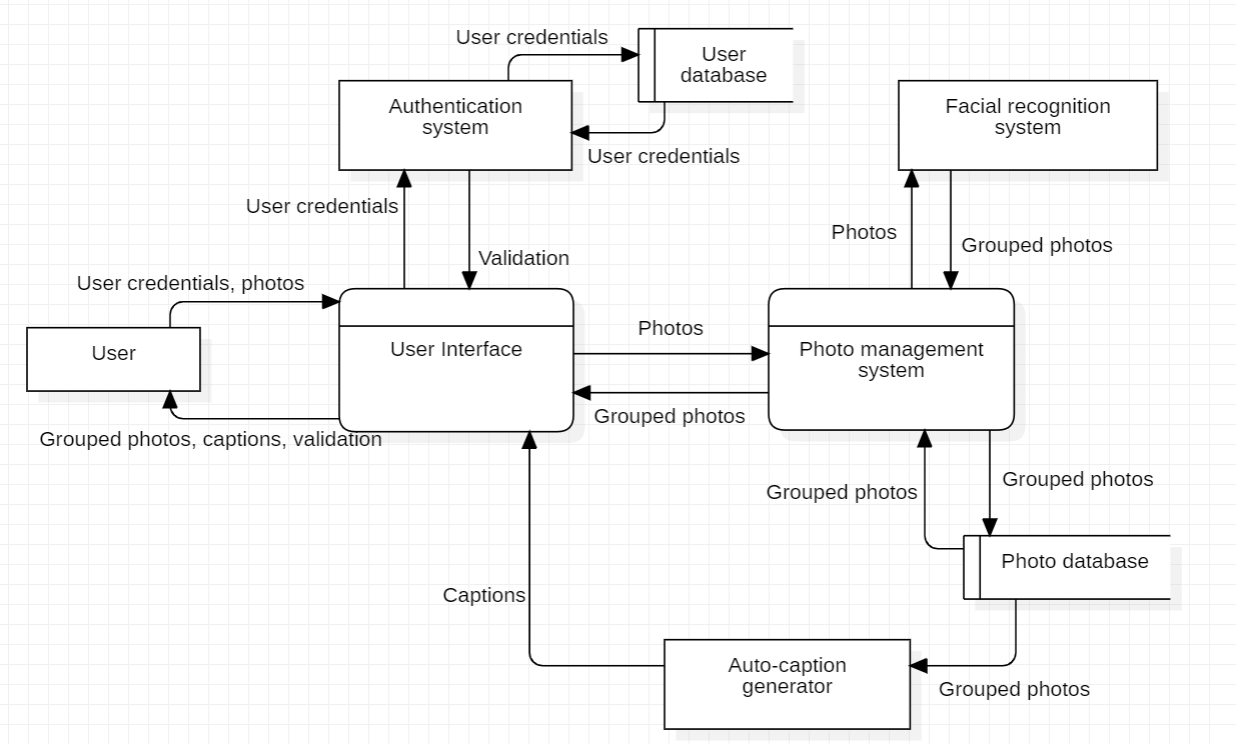 User credentials
User
database
Authentication
system
Facial recognition
system
User credentials
User credentials
Photos
Grouped photos
Validation
User credentials, photos
User
User Interface
Photos
Photo management
system
Grouped photos
Grouped photos, captions, validation
Grouped photos
Grouped photos
Photo database
Captions
Auto-caption
generator
Grouped photos